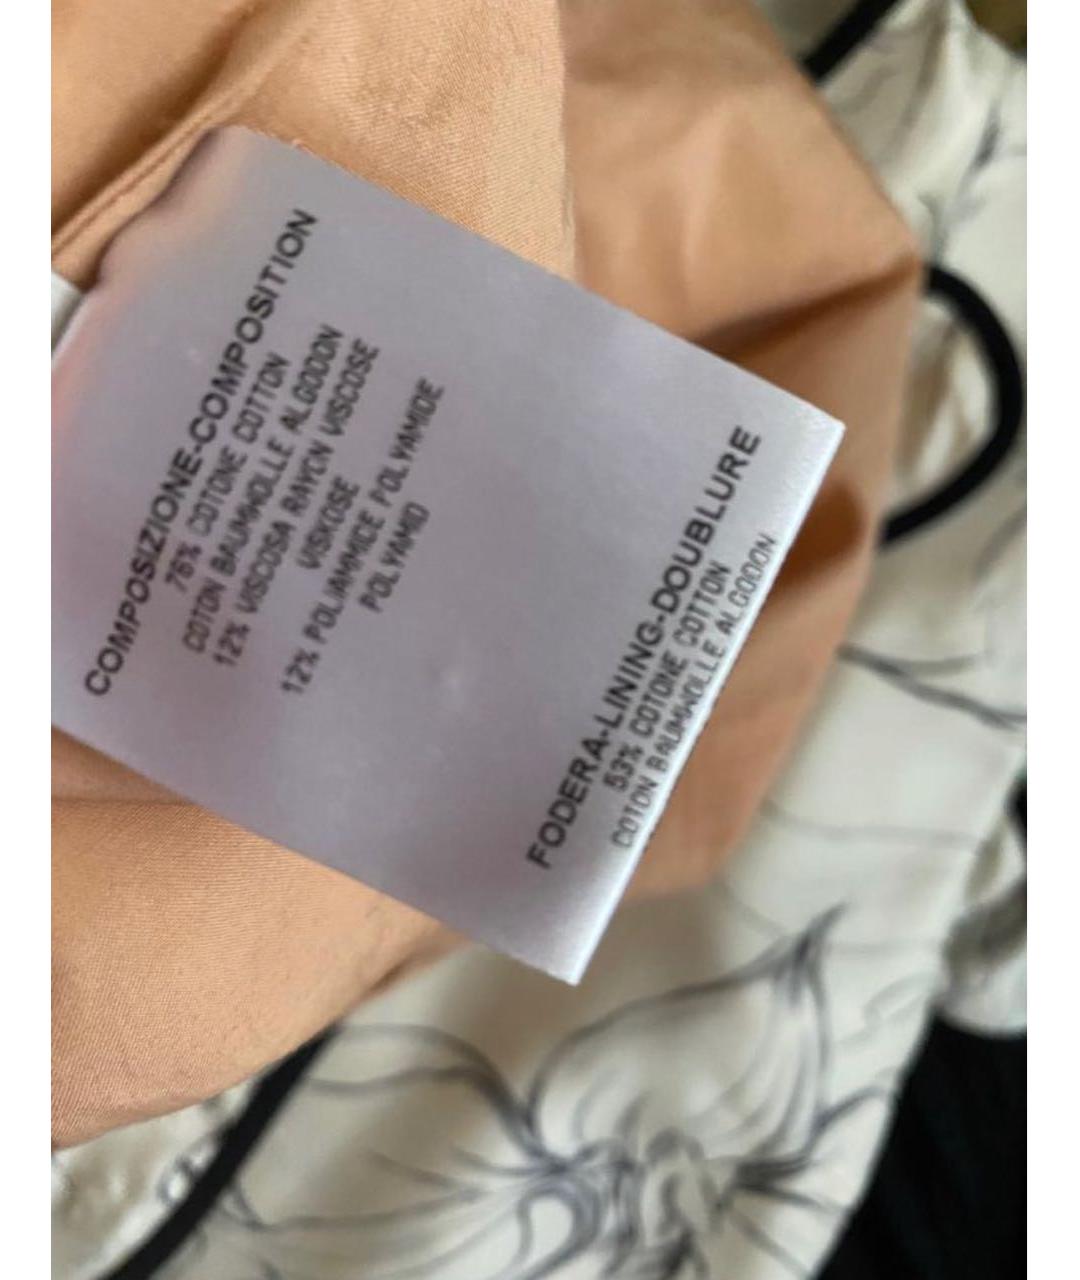 COMPOSIZIONE-COMPOSITION
76% COTONE COTTON
COTON BAUMWOLLE ALGODON
12% VISCOSA RAYON VISCOSE
VISKOSE
12% POLIAMMIDE POLYAMIDE
POLYAMID
FODERA-LINING-DOUBLURE
53% COTONE COTTON
COTON BAUMWOLLE ALGODON